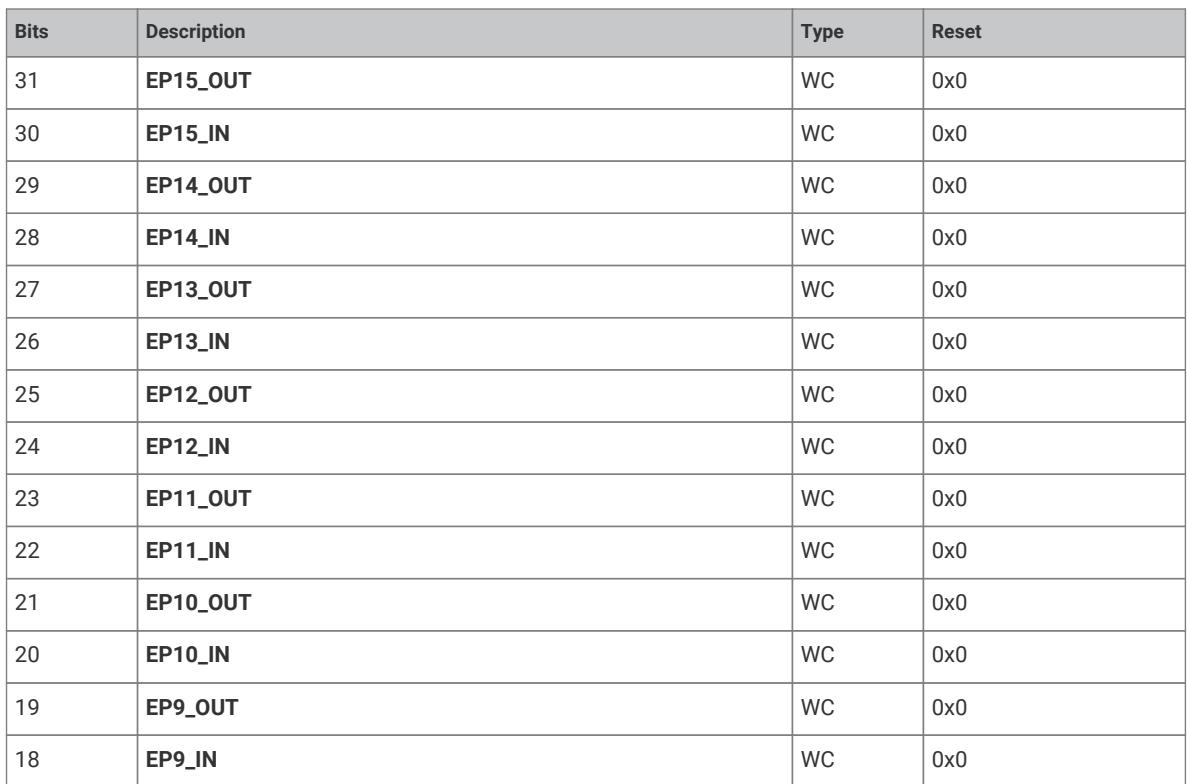 Bits Description Type Reset
31 EP15_OUT WC 0x0
30 EP15_IN WC 0x0
29 EP14_OUT WC 0x0
28 EP14_IN WC 0x0
27 EP13_OUT WC 0x0
26 EP13_IN WC 0x0
25 EP12_OUT WC 0x0
24 EP12_IN WC 0x0
23 EP11_OUT WC 0x0
22 EP11_IN WC 0x0
21 EP10_OUT WC 0x0
20 EP10_IN WC 0x0
19 EP9_OUT WC 0x0
18 EP9_IN WC 0x0